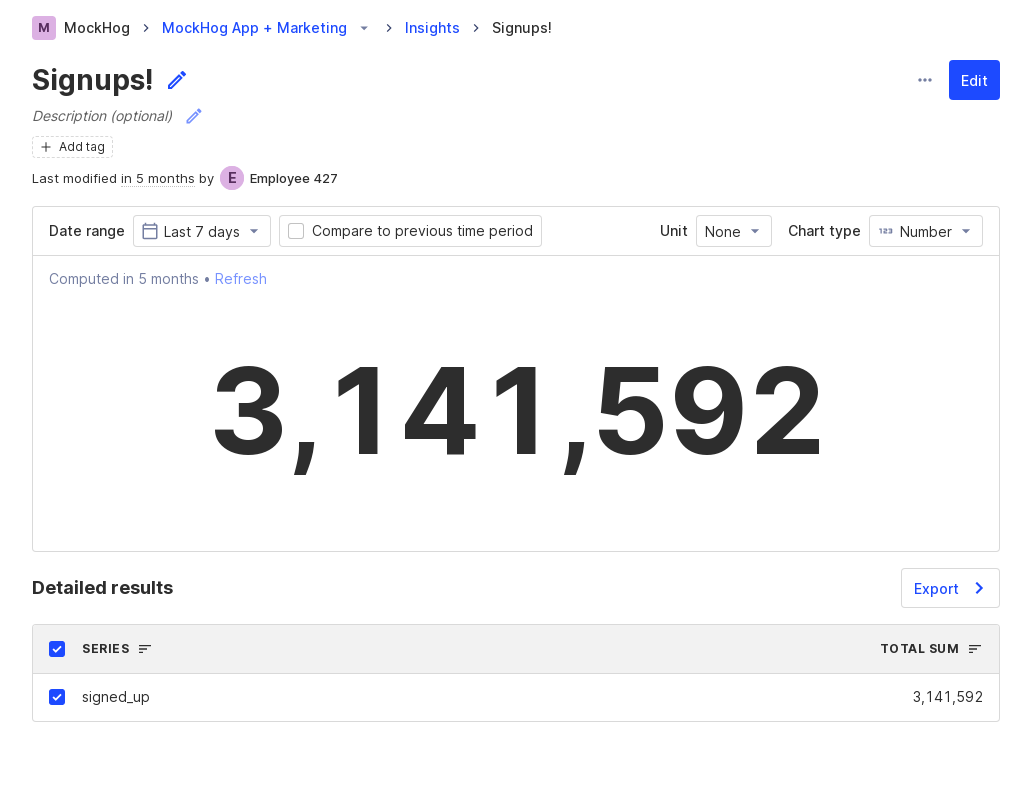 M MockHog > MockHog App + Marketing > Insights > Signups!
Signups!
Edit
Description (optional)
+ Add tag
Last modified in 5 months by E Employee 427
Date range Last 7 days Compare to previous time period Unit None Chart type 123 Number
Computed in 5 months • Refresh
3,141,592
Detailed results Export
SERIES TOTAL SUM
signed_up 3,141,592